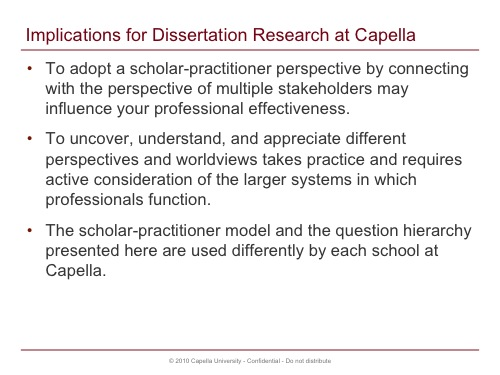 Implications for Dissertation Research at Capella
• To adopt a scholar-practitioner perspective by connecting
with the perspective of multiple stakeholders may
influence your professional effectiveness.
• To uncover, understand, and appreciate different
perspectives and worldviews takes practice and requires
active consideration of the larger systems in which
professionals function.
• The scholar-practitioner model and the question hierarchy
presented here are used differently by each school at
Capella.
© 2010 Capella University - Confidential - Do not distribute